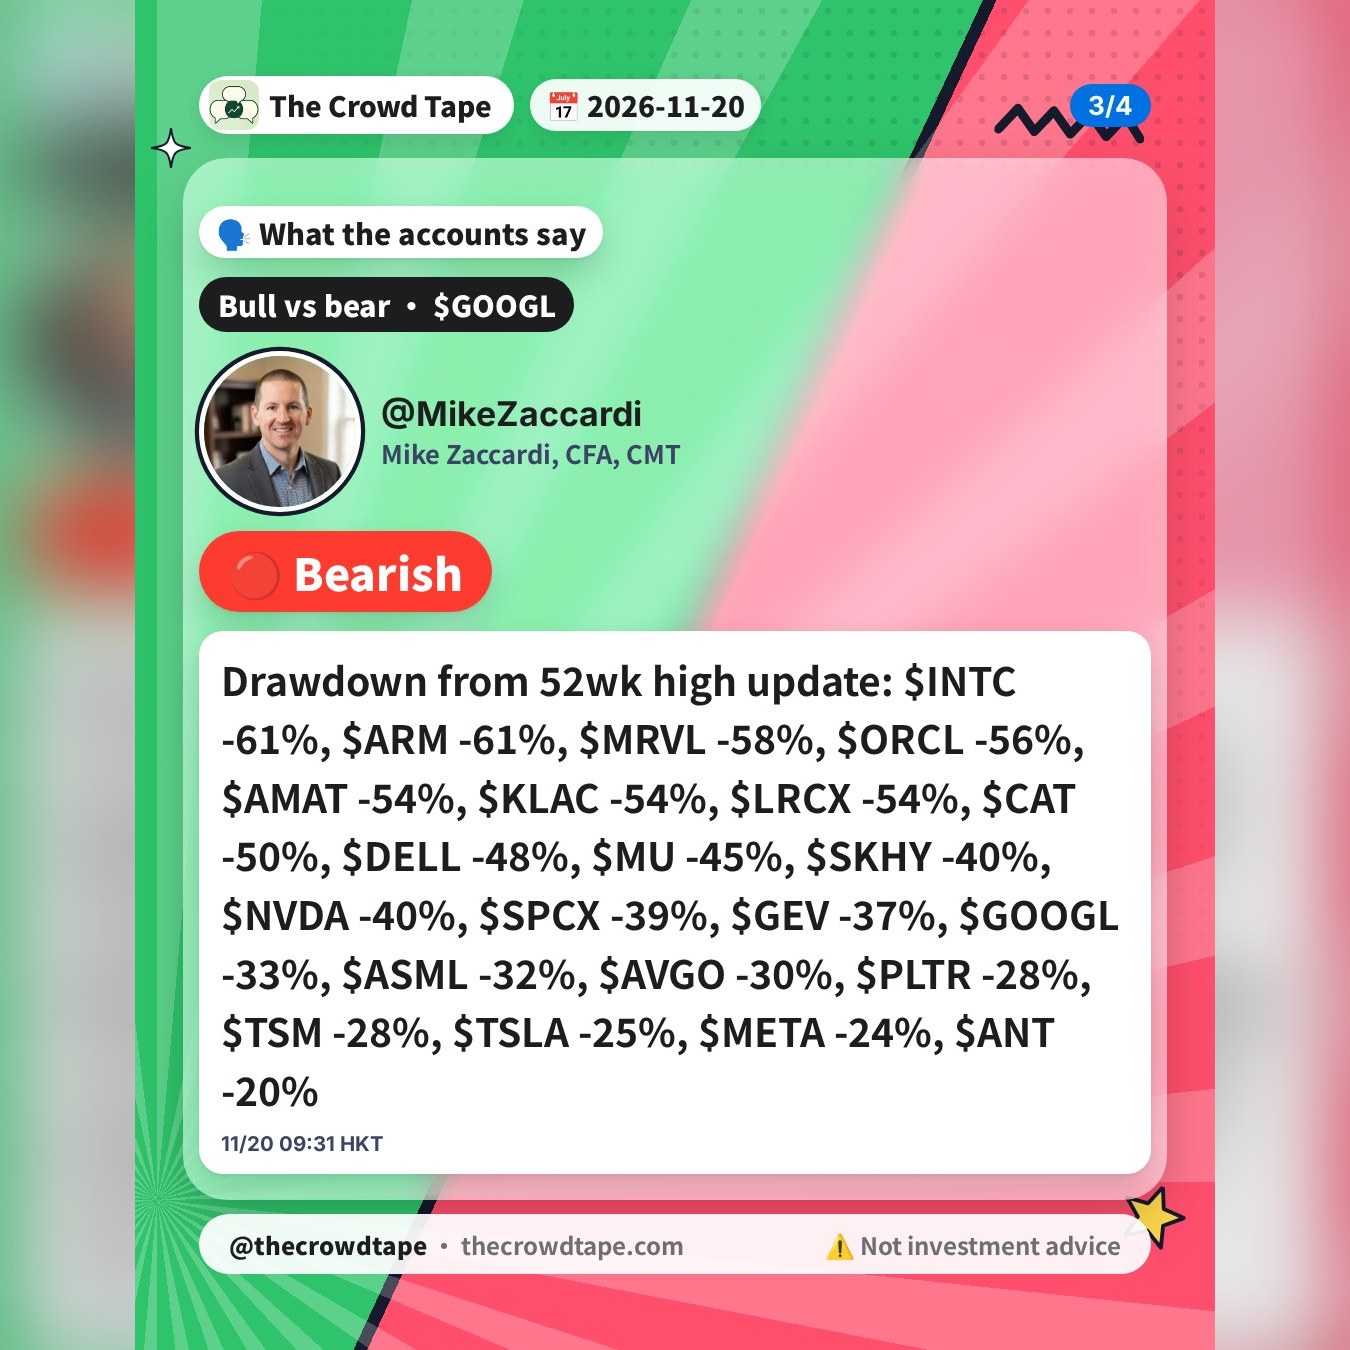 The Crowd Tape
2026-11-20
3/4
What the accounts say
Bull vs bear • $GOOGL
@MikeZaccardi
Mike Zaccardi, CFA, CMT
Bearish
Drawdown from 52wk high update: $INTC
-61%, $ARM -61%, $MRVL -58%, $ORCL -56%,
$AMAT -54%, $KLAC -54%, $LRCX -54%, $CAT
-50%, $DELL -48%, $MU -45%, $SKHY -40%,
$NVDA -40%, $SPCX -39%, $GEV -37%, $GOOGL
-33%, $ASML -32%, $AVGO -30%, $PLTR -28%,
$TSM -28%, $TSLA -25%, $META -24%, $ANT
-20%
11/20 09:31 HKT
@thecrowdtape • thecrowdtape.com
Not investment advice